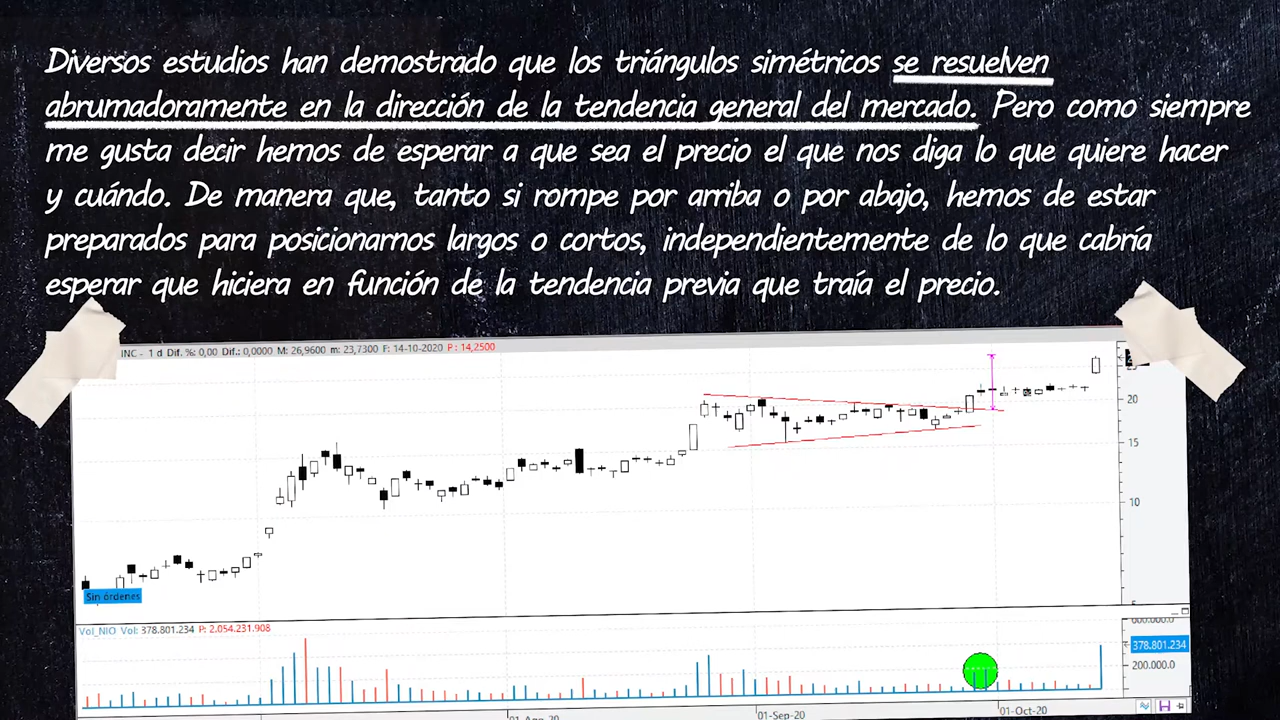 Diversos estudios han demostrado que los triángulos simétricos se resuelven
abrumadoramente en la dirección de la tendencia general del mercado. Pero como siempre
me gusta decir hemos de esperar a que sea el precio el que nos diga lo que quiere hacer
y cuándo. De manera que, tanto si rompe por arriba o por abajo, hemos de estar
preparados para posicionarnos largos o cortos, independientemente de lo que cabría
esperar que hiciera en función de la tendencia previa que traía el precio.
INC - 1 d Dif. %: 0,00 Dif.: 0,0000 M: 26,9600 m: 23,7300 F: 14-10-2020 P: 14,2500
20
15
10
5
Sin órdenes
Vol_NIO Vol: 378.801.234 P: 2.054.231.908
378.801.234
200.000.0
01-Ago-20
01-Sep-20
01-Oct-20